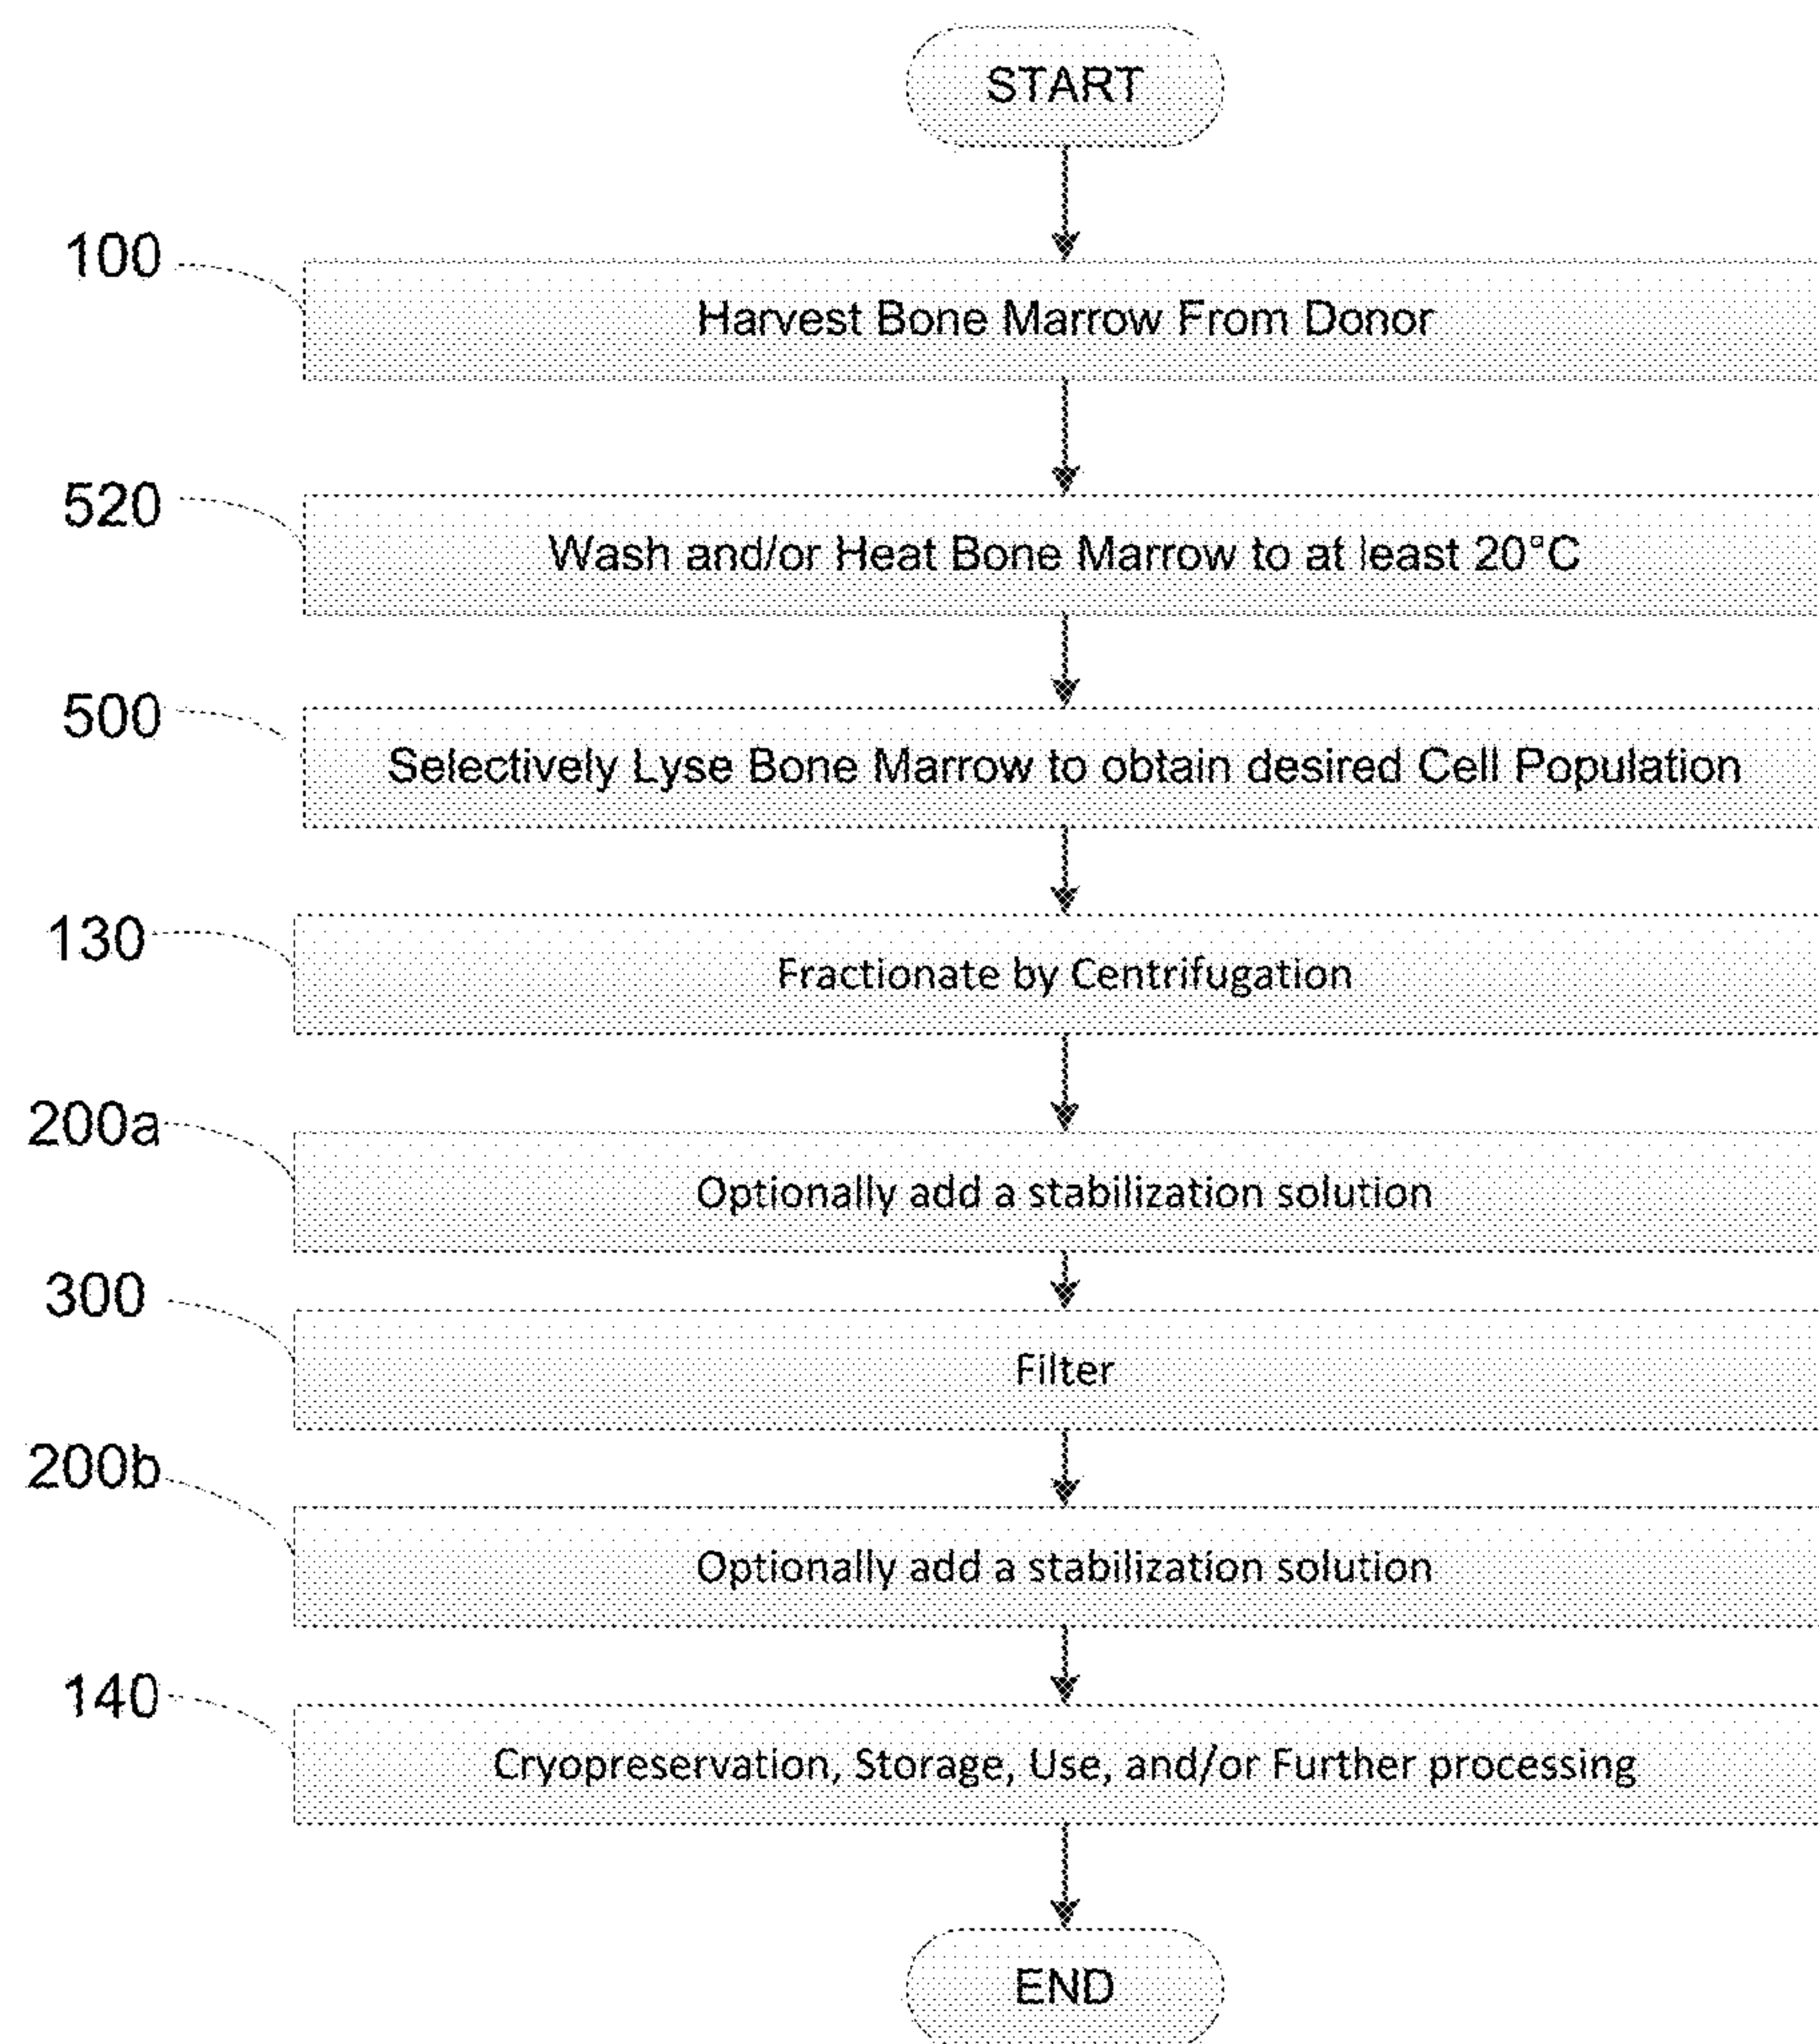 START
100
Harvest Bone Marrow From Donor
520
Wash and/or Heat Bone Marrow to at least 20°C
500
Selectively Lyse Bone Marrow to obtain desired Cell Population
130
Fractionate by Centrifugation
200a
Optionally add a stabilization solution
300
Filter
200b
Optionally add a stabilization solution
140
Cryopreservation, Storage, Use, and/or Further processing
END